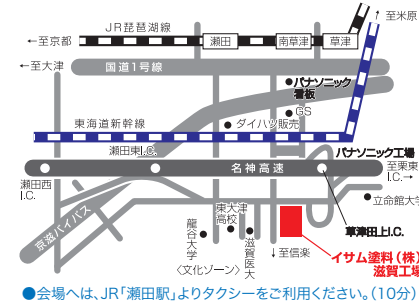 至米原
JR琵琶湖線
←至京都
瀬田
南草津
草津
←至大津
国道1号線
パナソニック
看板
GS
東海道新幹線
ダイハツ販売
瀬田東I.C.
パナソニック工場
名神高速
至栗東
I.C.→
瀬田西
I.C.
立命館大学
京滋バイパス
東大津
高校
龍谷大学
滋賀医大
草津田上I.C.
〈文化ゾーン〉
↓至信楽
イサム塗料(株)
滋賀工場
●会場へは、JR「瀬田駅」よりタクシーをご利用ください。(10分)